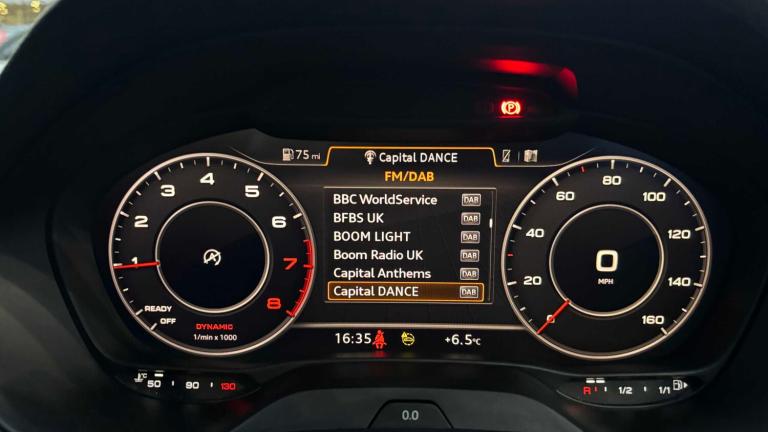 P
75 mi
Capital DANCE
FM/DAB
BBC WorldService DAB
BFBS UK DAB
BOOM LIGHT DAB
Boom Radio UK DAB
Capital Anthems DAB
Capital DANCE DAB
1 2 3 4 5 6 7 8
READY
OFF
DYNAMIC
1/min x 1000
A
0 20 40 60 80 100 120 140 160
0
MPH
16:35
+6.5°C
°C 50 90 130
R 1/2 1/1
0.0